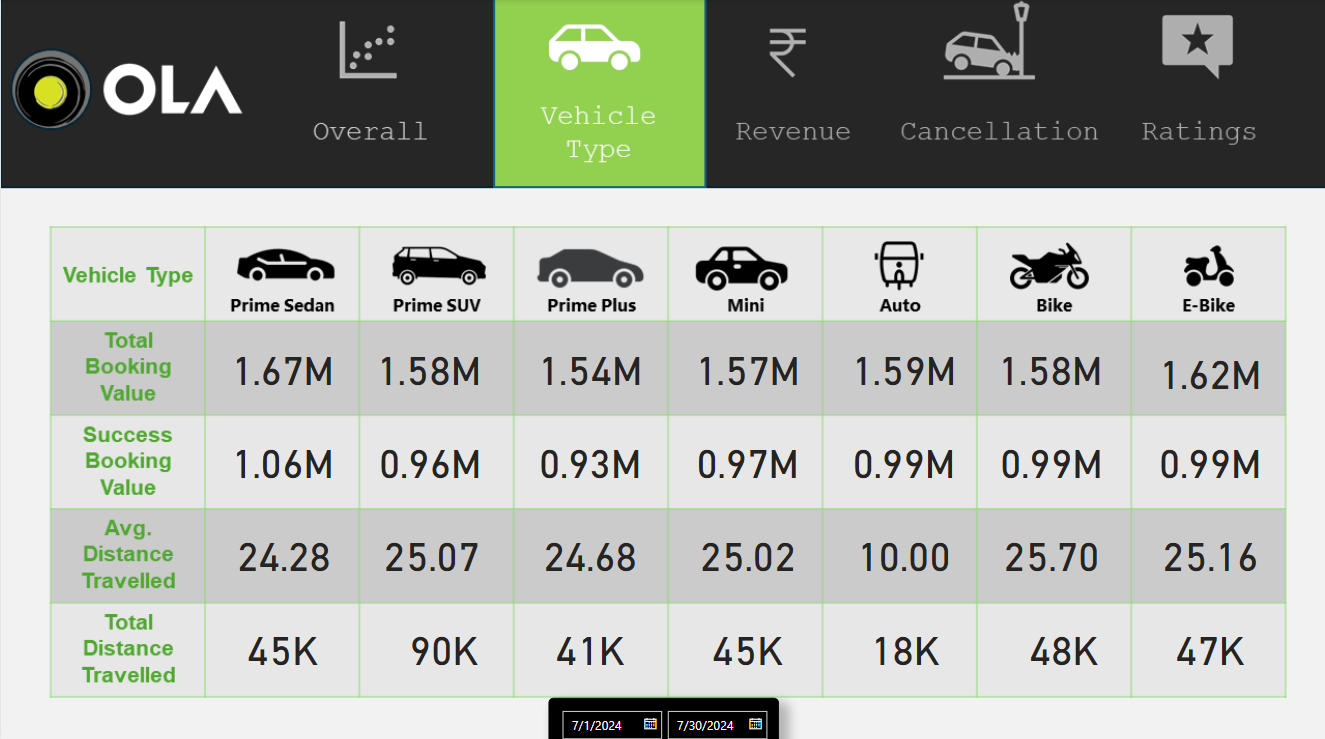 OLA
Overall
Vehicle
Type
Revenue
Cancellation
Ratings
Vehicle Type
Prime Sedan
Prime SUV
Prime Plus
Mini
Auto
Bike
E-Bike
Total
Booking
Value
1.67M
1.58M
1.54M
1.57M
1.59M
1.58M
1.62M
Success
Booking
Value
1.06M
0.96M
0.93M
0.97M
0.99M
0.99M
0.99M
Avg.
Distance
Travelled
24.28
25.07
24.68
25.02
10.00
25.70
25.16
Total
Distance
Travelled
45K
90K
41K
45K
18K
48K
47K
7/1/2024
7/30/2024